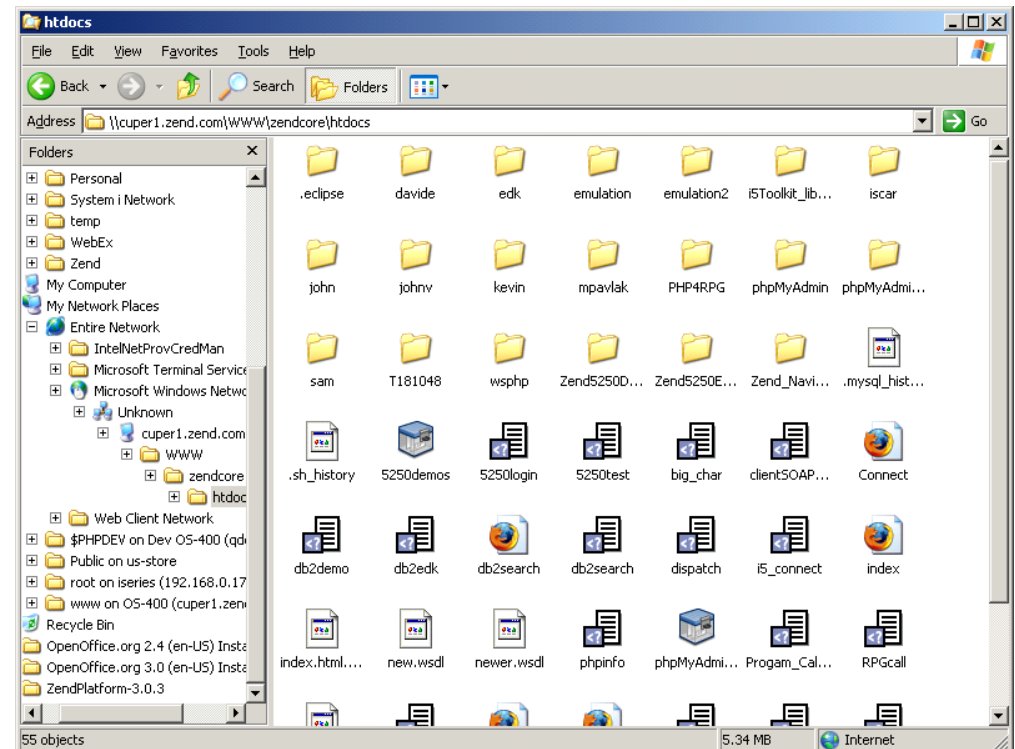 htdocs
File Edit View Favorites Tools Help
Back Search Folders
Address \\cuper1.zend.com\WWW\zendcore\htdocs Go
Folders
Personal
System i Network
temp
WebEx
Zend
My Computer
My Network Places
Entire Network
IntelNetProvCredMan
Microsoft Terminal Service
Microsoft Windows Netwo
Unknown
cuper1.zend.com
WWW
zendcore
htdoc
Web Client Network
$PHPDEV on Dev OS-400 (qd
Public on us-store
root on iseries (192.168.0.17
www on OS-400 (cuper1.zen
Recycle Bin
OpenOffice.org 2.4 (en-US) Insta
OpenOffice.org 3.0 (en-US) Insta
ZendPlatform-3.0.3
.eclipse davide edk emulation emulation2 i5Toolkit_lib... iscar
john johnv kevin mpavlak PHP4RPG phpMyAdmin phpMyAdmi...
sam T181048 wsphp Zend5250D... Zend5250E... Zend_Navi... .mysql_hist...
.sh_history 5250demos 5250login 5250test big_char clientSOAP... Connect
db2demo db2edk db2search db2search dispatch i5_connect index
index.html.... new.wsdl newer.wsdl phpinfo phpMyAdmi... Progam_Cal... RPGcall
55 objects 5.34 MB Internet